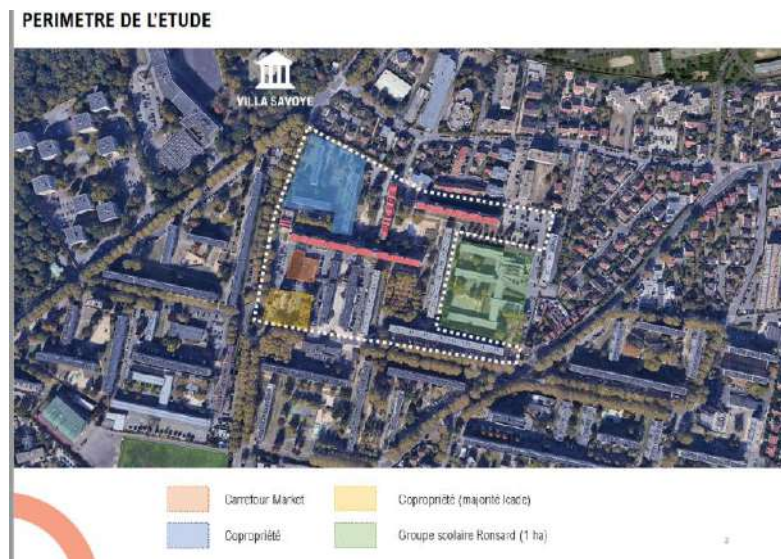 PERIMETRE DE L'ETUDE
VILLA SAVOYE
Carrefour Market
Copropriété (majorité Icade)
Copropriété
Groupe scolaire Ronsard (1 ha)